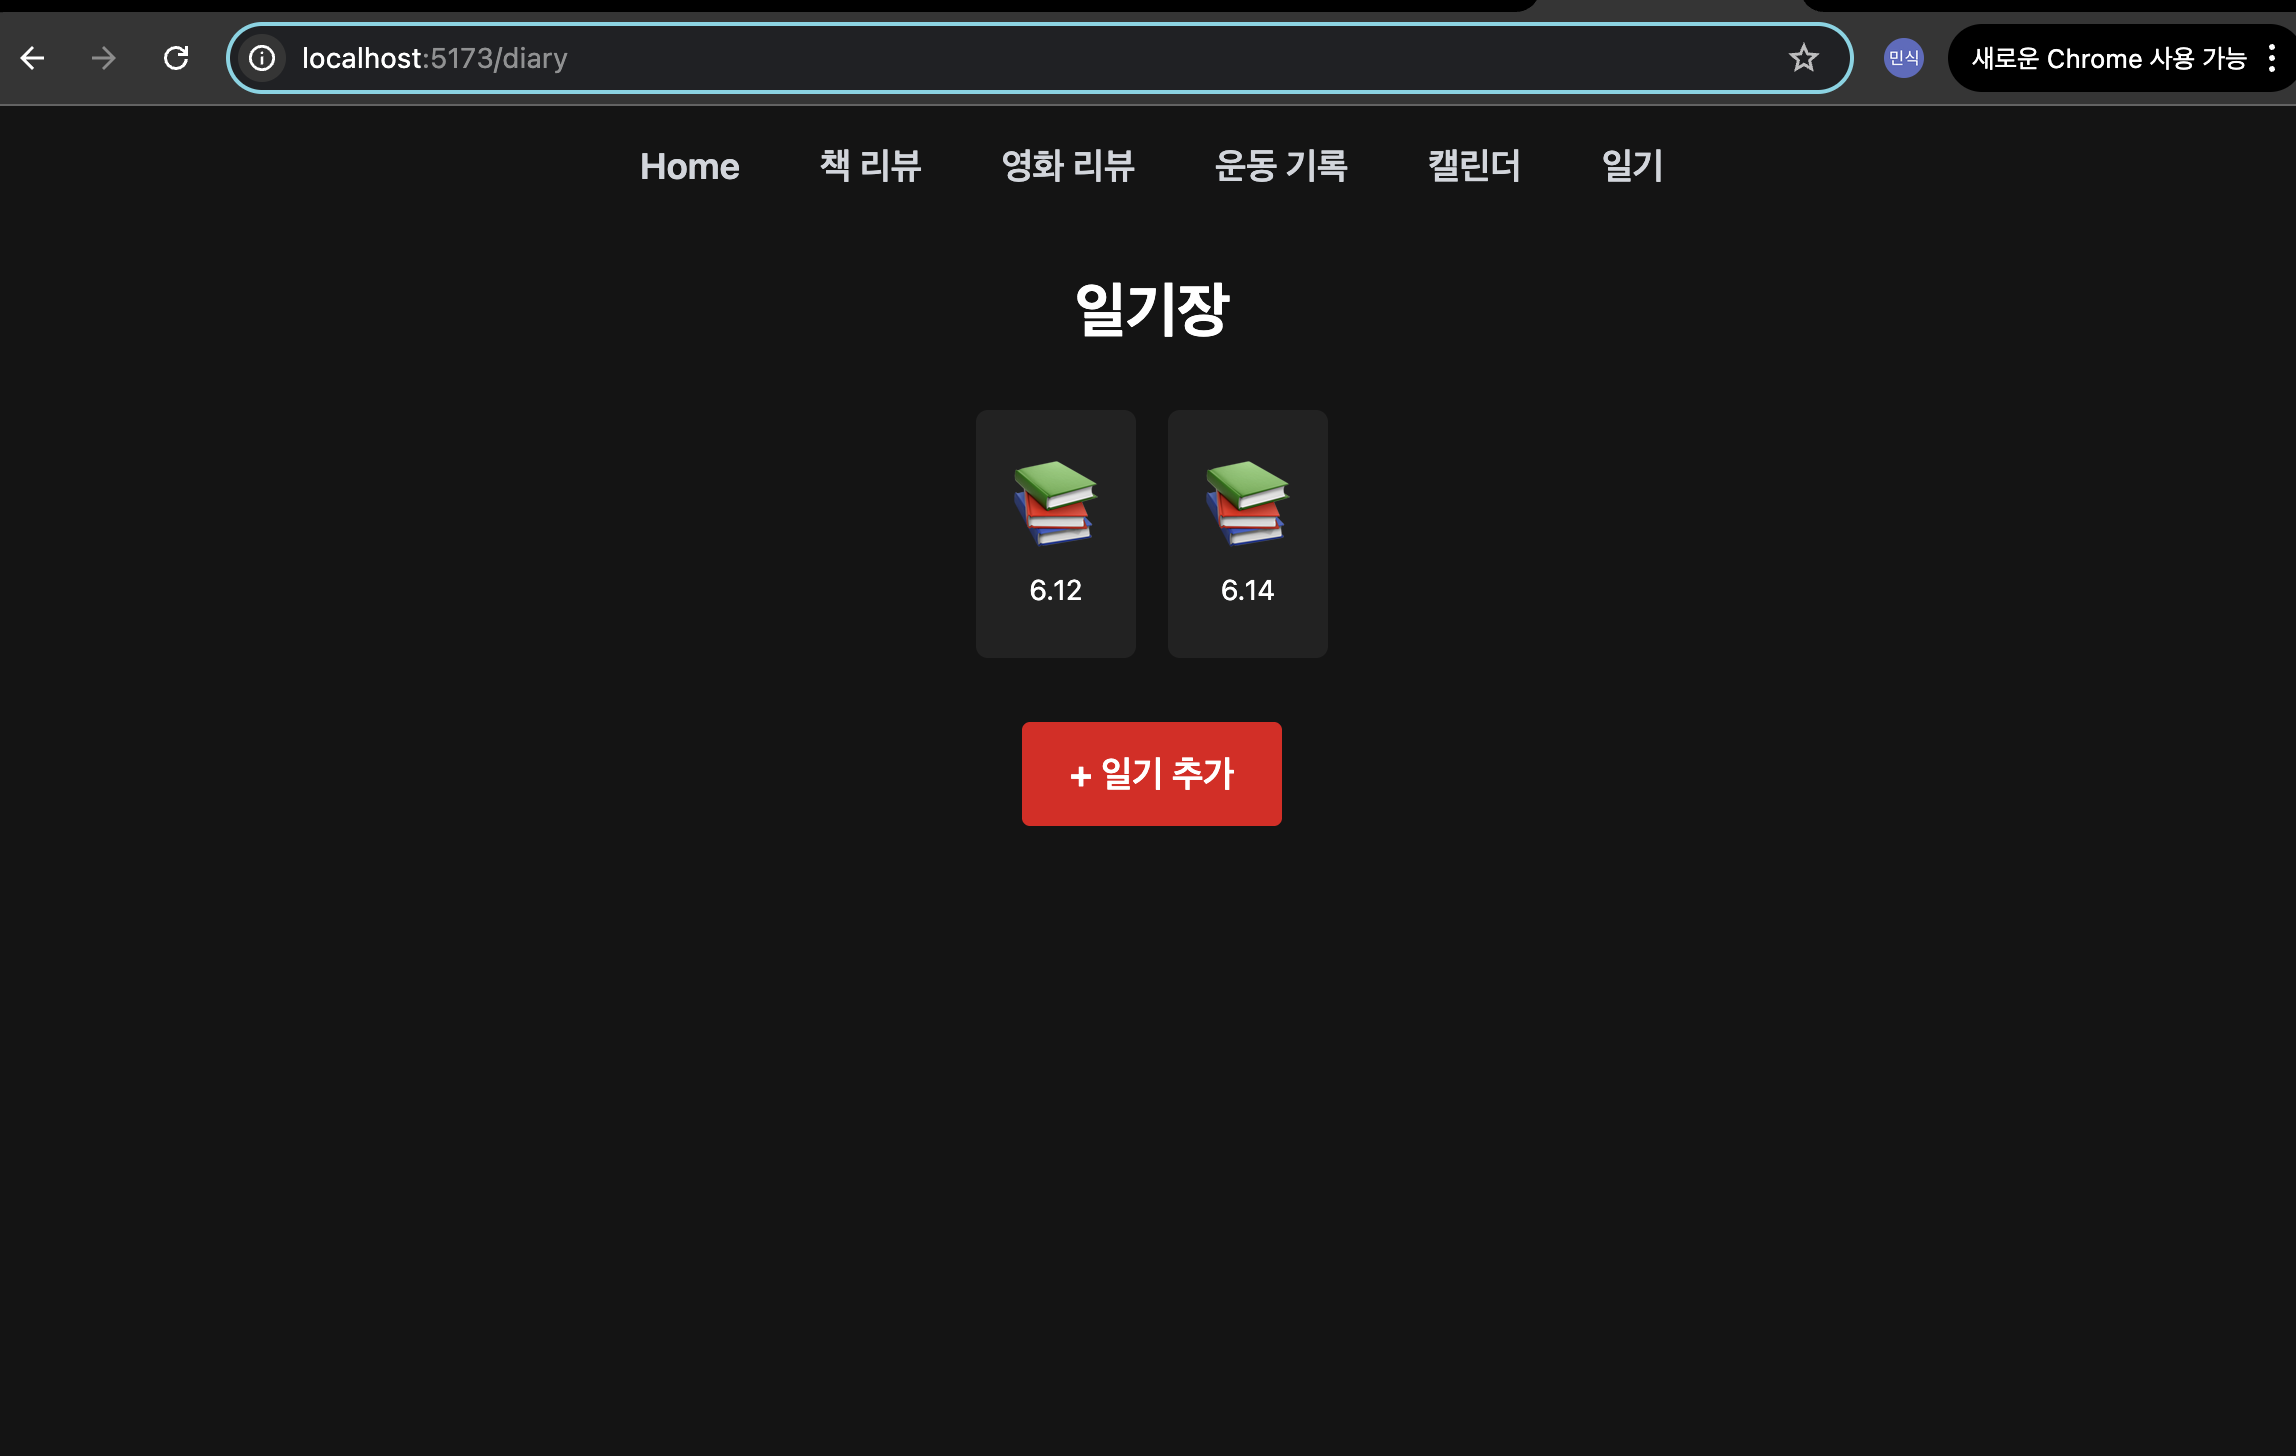 localhost:5173/diary
민식
새로운 Chrome 사용 가능
Home 책 리뷰 영화 리뷰 운동 기록 캘린더 일기
일기장
6.12 6.14
+ 일기 추가